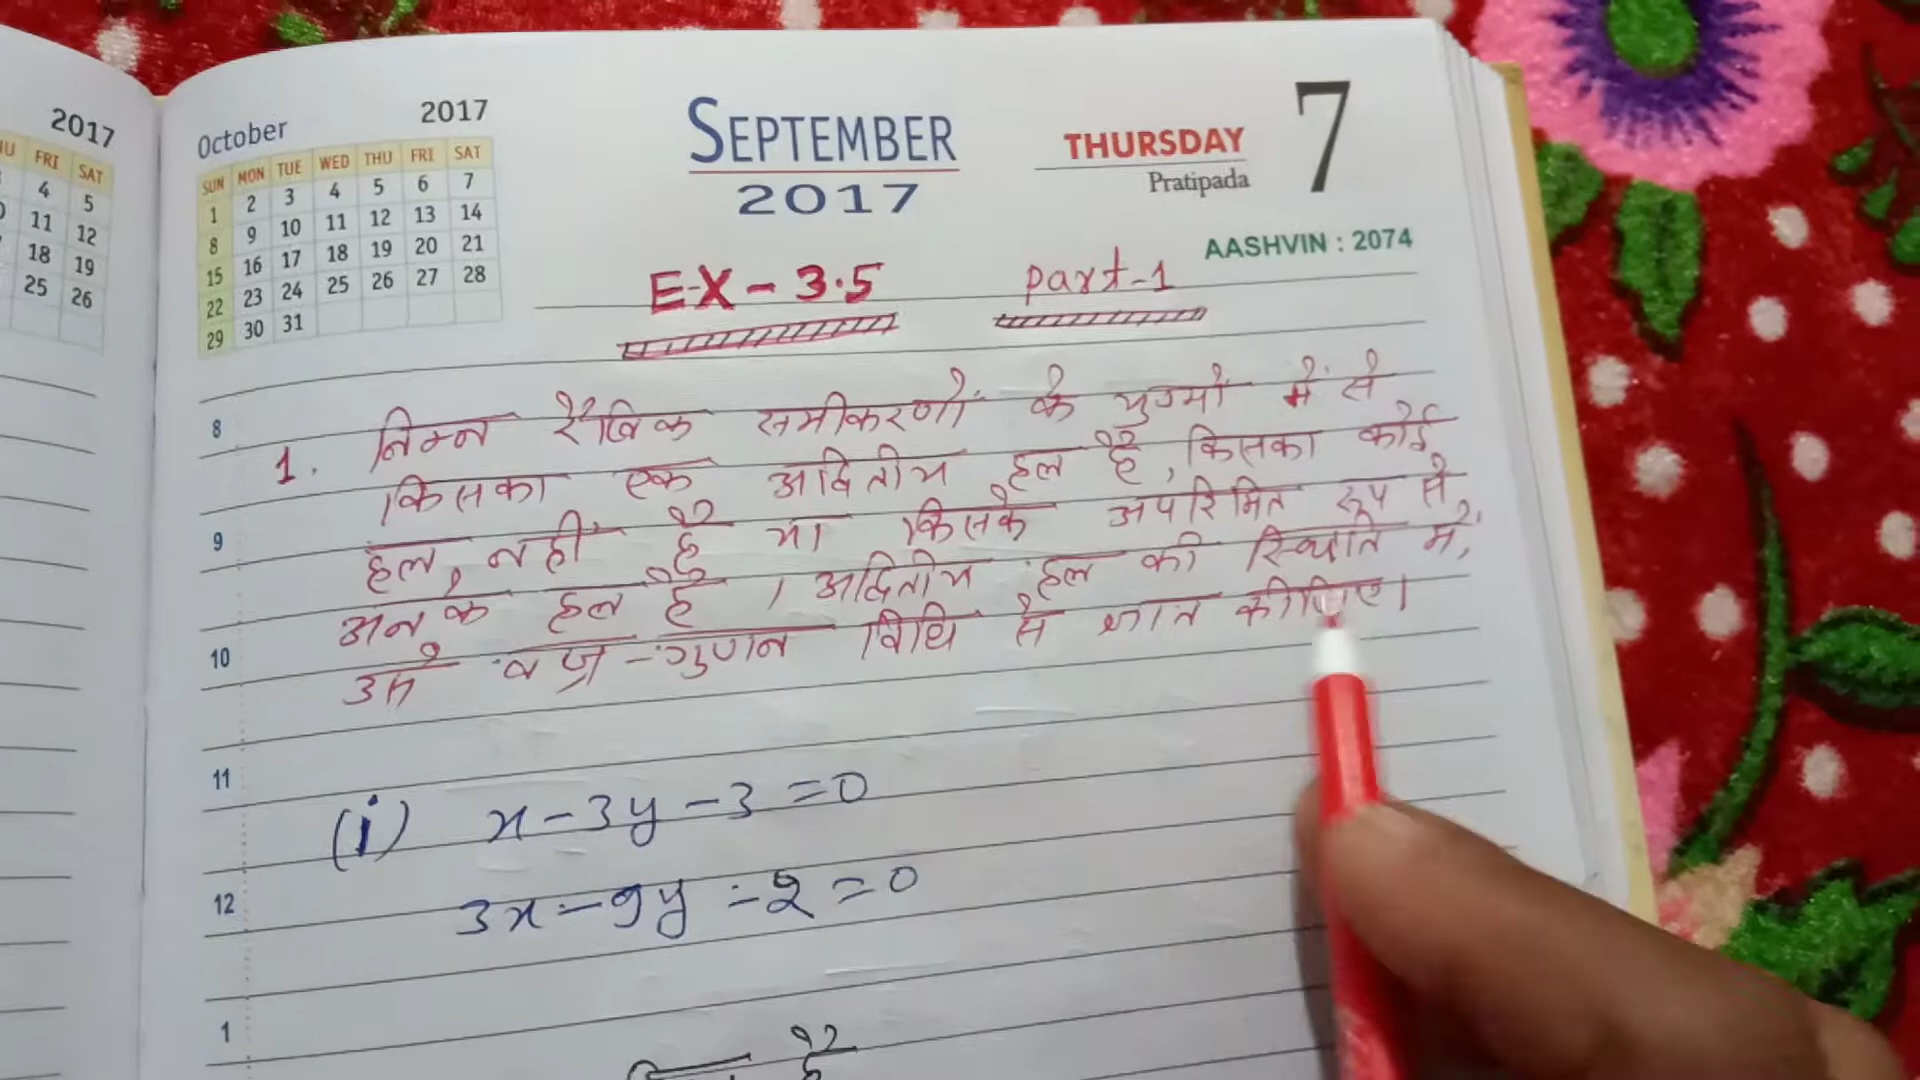 2017
FRI SAT
4 5
11 12
18 19
25 26
October 2017
SUN MON TUE WED THU FRI SAT
1 2 3 4 5 6 7
8 9 10 11 12 13 14
15 16 17 18 19 20 21
22 23 24 25 26 27 28
29 30 31
SEPTEMBER
2017
THURSDAY
Pratipada
7
AASHVIN : 2074
EX - 3.5 Part-1
8
1. निम्न रैखिक समीकरणों के युग्मों में से
किसका एक अद्वितीय हल है, किसका कोई
9
हल नहीं है या किसके अपरिमित रूप से
अनेक हल है । अद्वितीय हल की स्थिति में,
10
उसे वज्र-गुणन विधि से ज्ञात कीजिए।
11
(i) x - 3y - 3 = 0
12
3x - 9y - 2 = 0
1